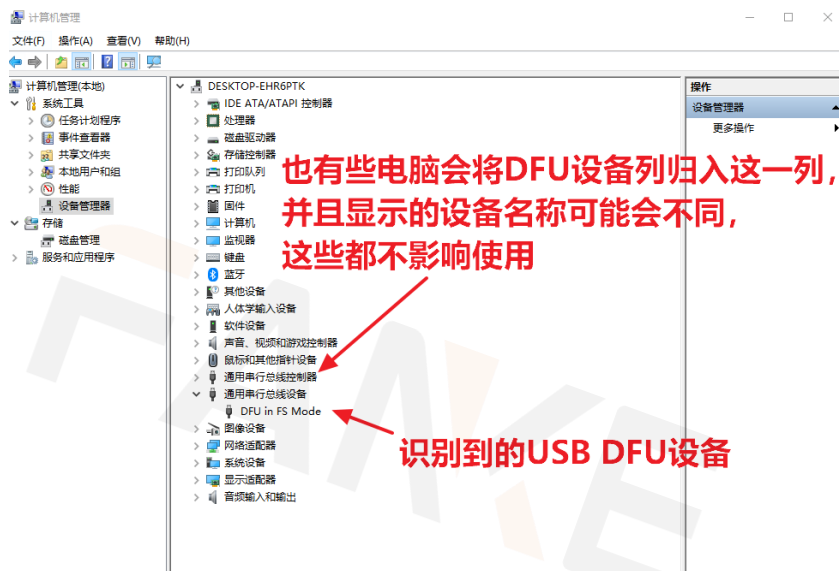 计算机管理
文件(F) 操作(A) 查看(V) 帮助(H)
计算机管理(本地)
系统工具
任务计划程序
事件查看器
共享文件夹
本地用户和组
性能
设备管理器
存储
磁盘管理
服务和应用程序
DESKTOP-EHR6PTK
IDE ATA/ATAPI 控制器
处理器
磁盘驱动器
存储控制器
打印队列
打印机
固件
计算机
监视器
键盘
蓝牙
其他设备
人体学输入设备
软件设备
声音、视频和游戏控制器
鼠标和其他指针设备
通用串行总线控制器
通用串行总线设备
DFU in FS Mode
图像设备
网络适配器
系统设备
显示适配器
音频输入和输出
也有些电脑会将DFU设备列归入这一列，
并且显示的设备名称可能会不同，
这些都不影响使用
识别到的USB DFU设备
操作
设备管理器
更多操作
FANKE